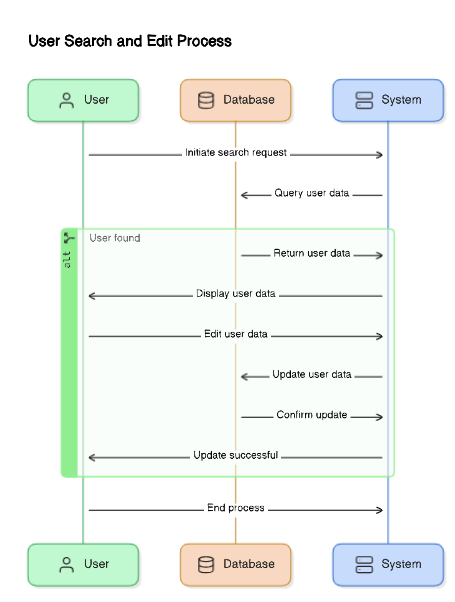 User Search and Edit Process
User Database System
Initiate search request
Query user data
alt User found
Return user data
Display user data
Edit user data
Update user data
Confirm update
Update successful
End process
User Database System